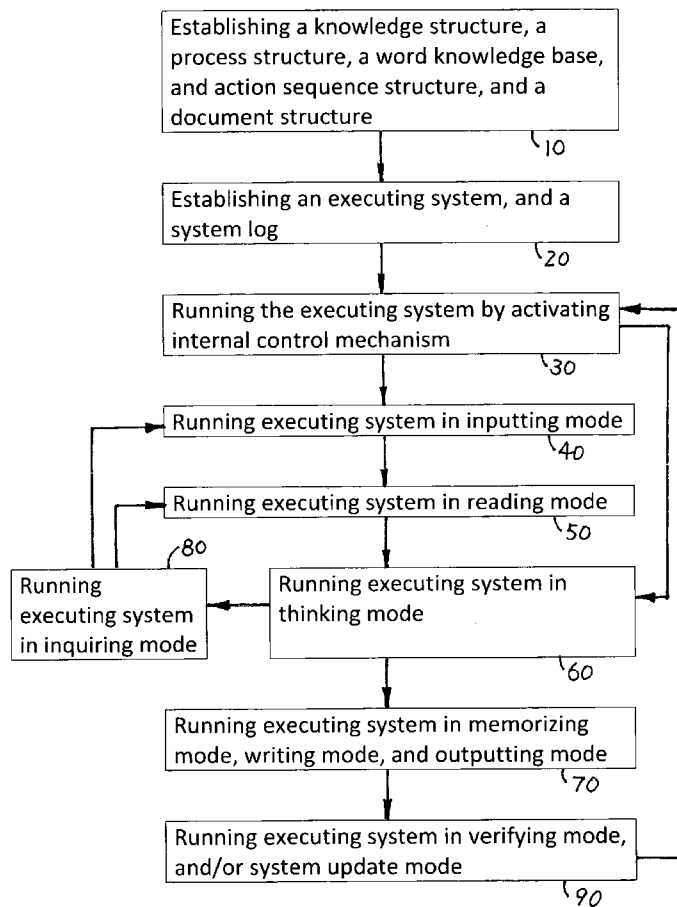 Establishing a knowledge structure, a
process structure, a word knowledge base,
and action sequence structure, and a
document structure
10
Establishing an executing system, and a
system log
20
Running the executing system by activating
internal control mechanism
30
Running executing system in inputting mode
40
Running executing system in reading mode
50
80
Running
executing system
in inquiring mode
Running executing system in
thinking mode
60
Running executing system in memorizing
mode, writing mode, and outputting mode
70
Running executing system in verifying mode,
and/or system update mode
90